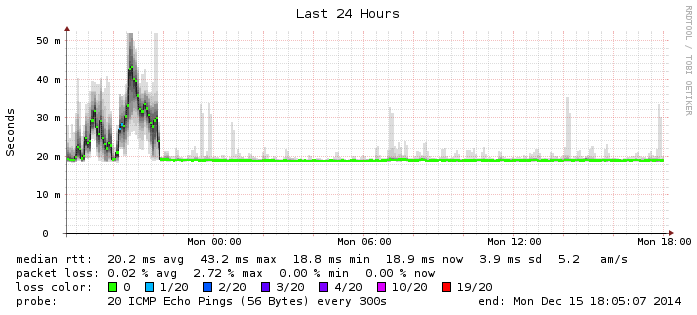 Last 24 Hours
RRDTOOL / TOBI OETIKER
Seconds
50 m
40 m
30 m
20 m
10 m
0
Mon 00:00 Mon 06:00 Mon 12:00 Mon 18:00
median rtt: 20.2 ms avg 43.2 ms max 18.8 ms min 18.9 ms now 3.9 ms sd 5.2 am/s
packet loss: 0.02 % avg 2.72 % max 0.00 % min 0.00 % now
loss color: 0 1/20 2/20 3/20 4/20 10/20 19/20
probe: 20 ICMP Echo Pings (56 Bytes) every 300s end: Mon Dec 15 18:05:07 2014